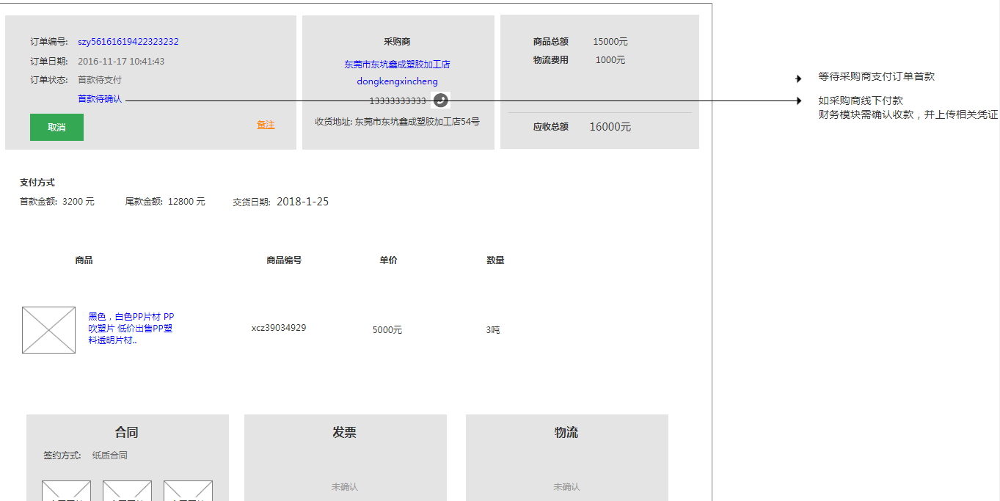 订单编号: szy56161619422323232
订单日期: 2016-11-17 10:41:43
订单状态: 首款待支付
首款待确认
取消
备注
采购商
东莞市东坑鑫成塑胶加工店
dongkengxincheng
13333333333
收货地址: 东莞市东坑鑫成塑胶加工店54号
商品总额 15000元
物流费用 1000元
应收总额 16000元
等待采购商支付订单首款
如采购商线下付款
财务模块需确认收款，并上传相关凭证
支付方式
首款金额: 3200 元 尾款金额: 12800 元 交货日期: 2018-1-25
商品 商品编号 单价 数量
黑色，白色PP片材 PP
吹塑片 低价出售PP塑
料透明片材..
xcz39034929 5000元 3吨
合同
签约方式: 纸质合同
发票
未确认
物流
未确认